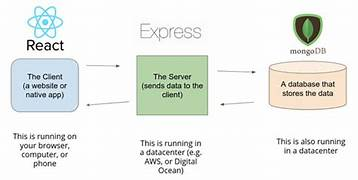 React
Express
mongoDB
The Client
(a website or
native app)
The Server
(sends data to the
client)
A database that
stores the data
This is running on
your browser,
computer, or
phone
This is running in
a datacenter (e.g.
AWS, or Digital
Ocean)
This is also running
in a datacenter